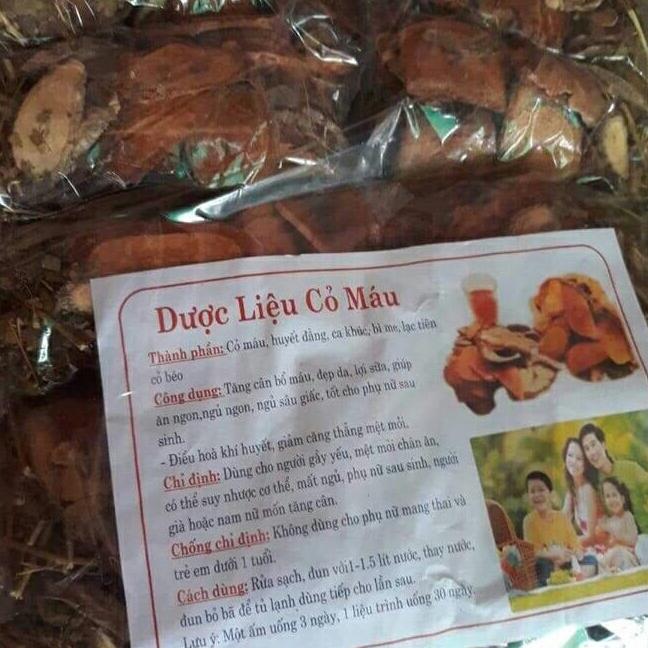 Dược Liệu Cỏ Máu
Thành phần: Cỏ máu, huyết đằng, ca khúc, bì me, lạc tiên
cỏ béo
Công dụng: Tăng cân bổ máu, đẹp da, lợi sữa, giúp
ăn ngon,ngủ ngon, ngủ sâu giấc, tốt cho phụ nữ sau
sinh.
- Điều hoà khí huyết, giảm căng thẳng mệt mỏi.
Chỉ định: Dùng cho người gầy yếu, mệt mỏi chán ăn,
có thể suy nhược cơ thể, mất ngủ, phụ nữ sau sinh, người
già hoặc nam nữ mốn tăng cân.
Chống chỉ định: Không dùng cho phụ nữ mang thai và
trẻ em dưới 1 tuổi.
Cách dùng: Rửa sạch, đun với1-1.5 lít nước, thay nước,
đun bỏ bã để tủ lạnh dùng tiếp cho lần sau.
Lưu ý: Một ấm uống 3 ngày, 1 liệu trình uống 30 ngày.